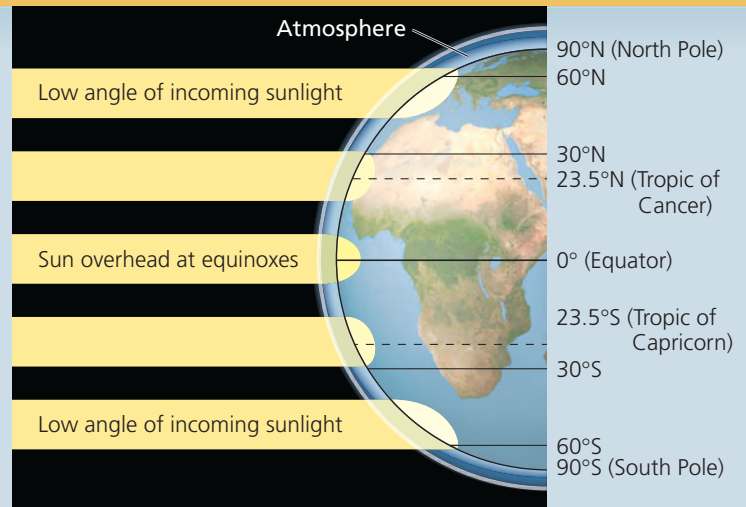 Atmosphere
90°N (North Pole)
Low angle of incoming sunlight
60°N
30°N
23.5°N (Tropic of
Cancer)
Sun overhead at equinoxes
0° (Equator)
23.5°S (Tropic of
Capricorn)
30°S
Low angle of incoming sunlight
60°S
90°S (South Pole)